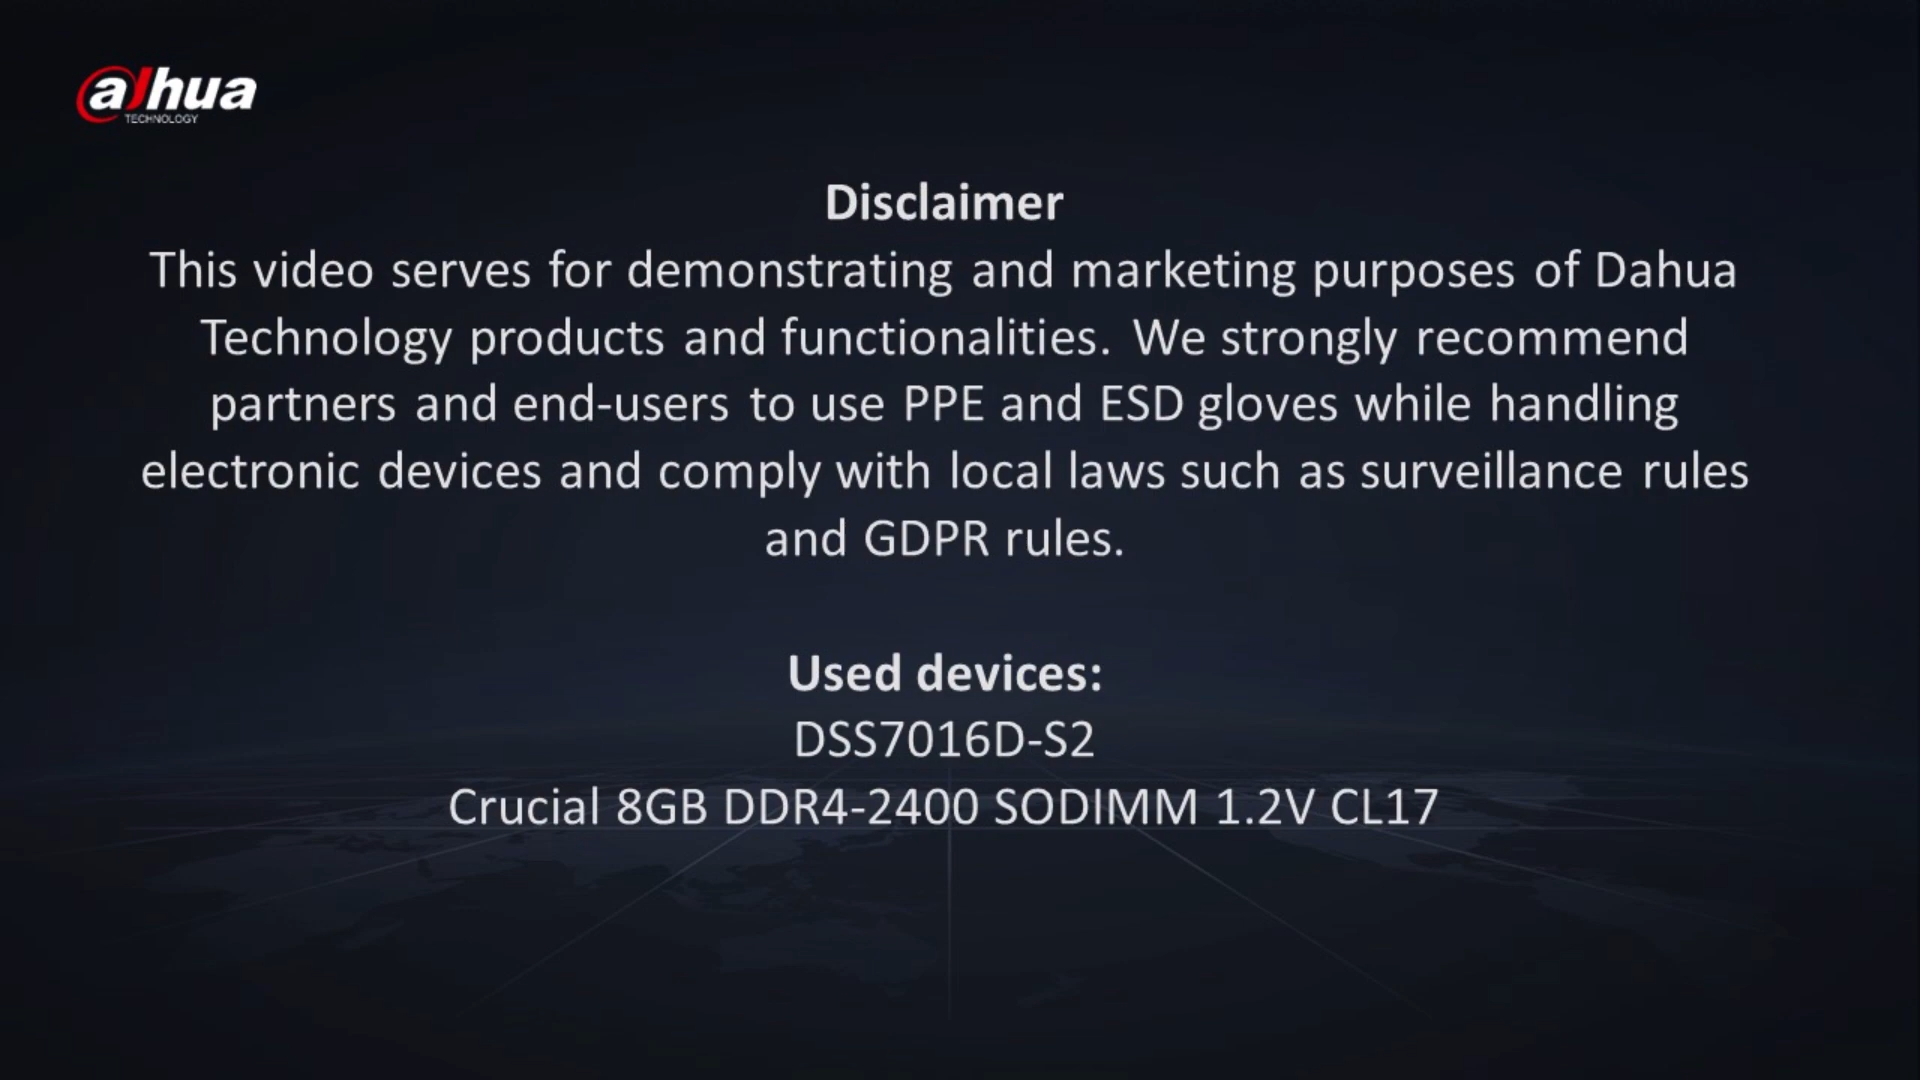 alhua
TECHNOLOGY
Disclaimer
This video serves for demonstrating and marketing purposes of Dahua
Technology products and functionalities. We strongly recommend
partners and end-users to use PPE and ESD gloves while handling
electronic devices and comply with local laws such as surveillance rules
and GDPR rules.
Used devices:
DSS7016D-S2
Crucial 8GB DDR4-2400 SODIMM 1.2V CL17